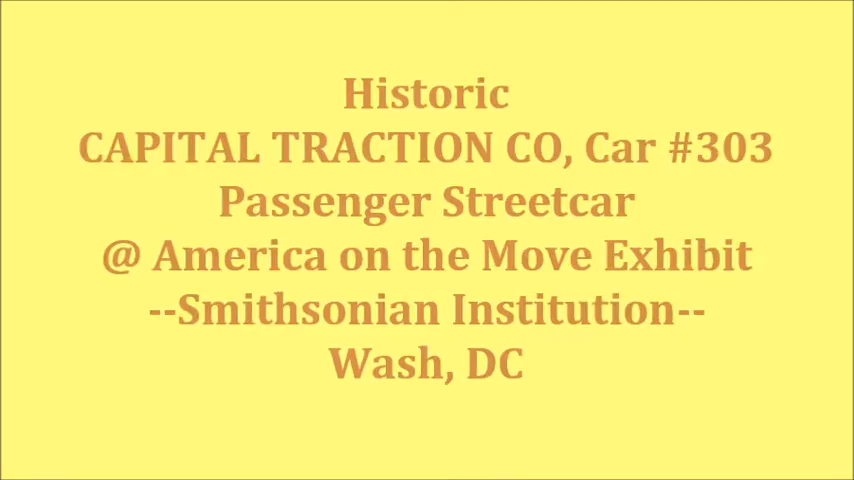 Historic
CAPITAL TRACTION CO, Car #303
Passenger Streetcar
@ America on the Move Exhibit
--Smithsonian Institution--
Wash, DC